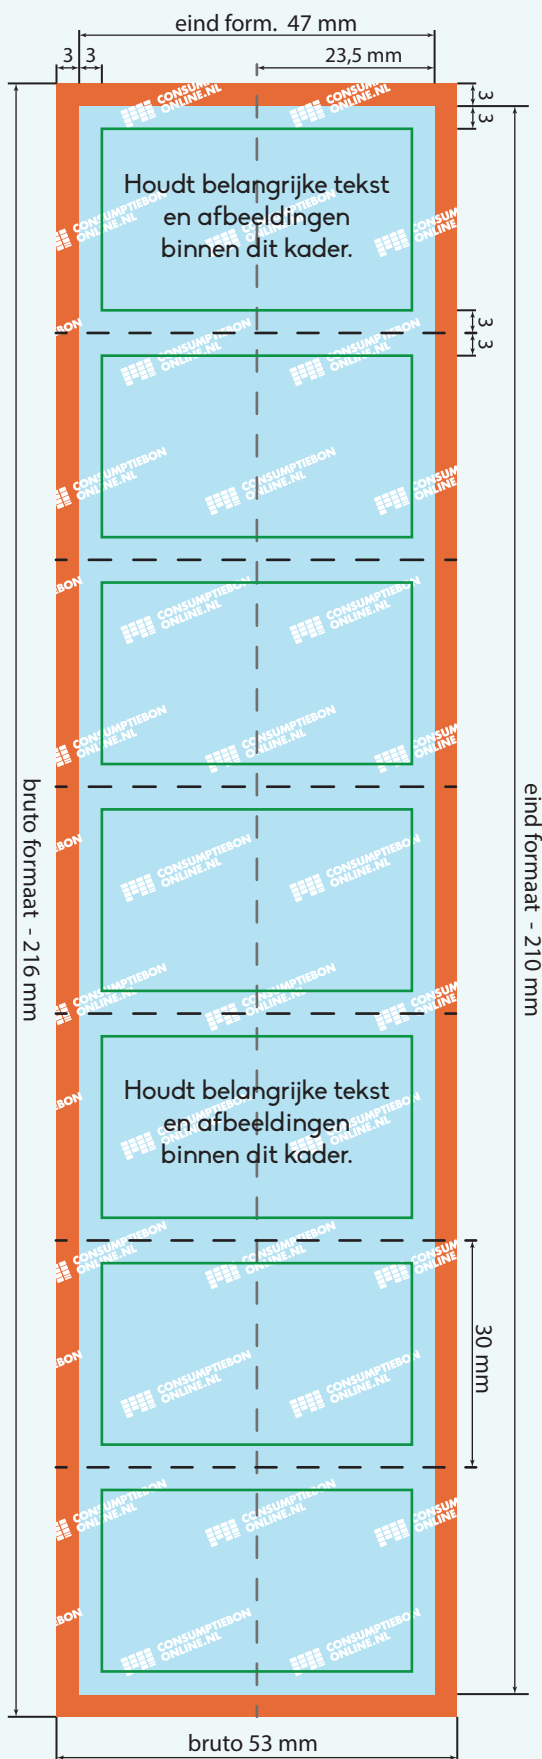 eind form. 47 mm
3 3
23,5 mm
3
3
Houdt belangrijke tekst
en afbeeldingen
binnen dit kader.
3
3
bruto formaat - 216 mm
eind formaat - 210 mm
Houdt belangrijke tekst
en afbeeldingen
binnen dit kader.
30 mm
bruto 53 mm
CONSUMPTIEBON
ONLINE.NL